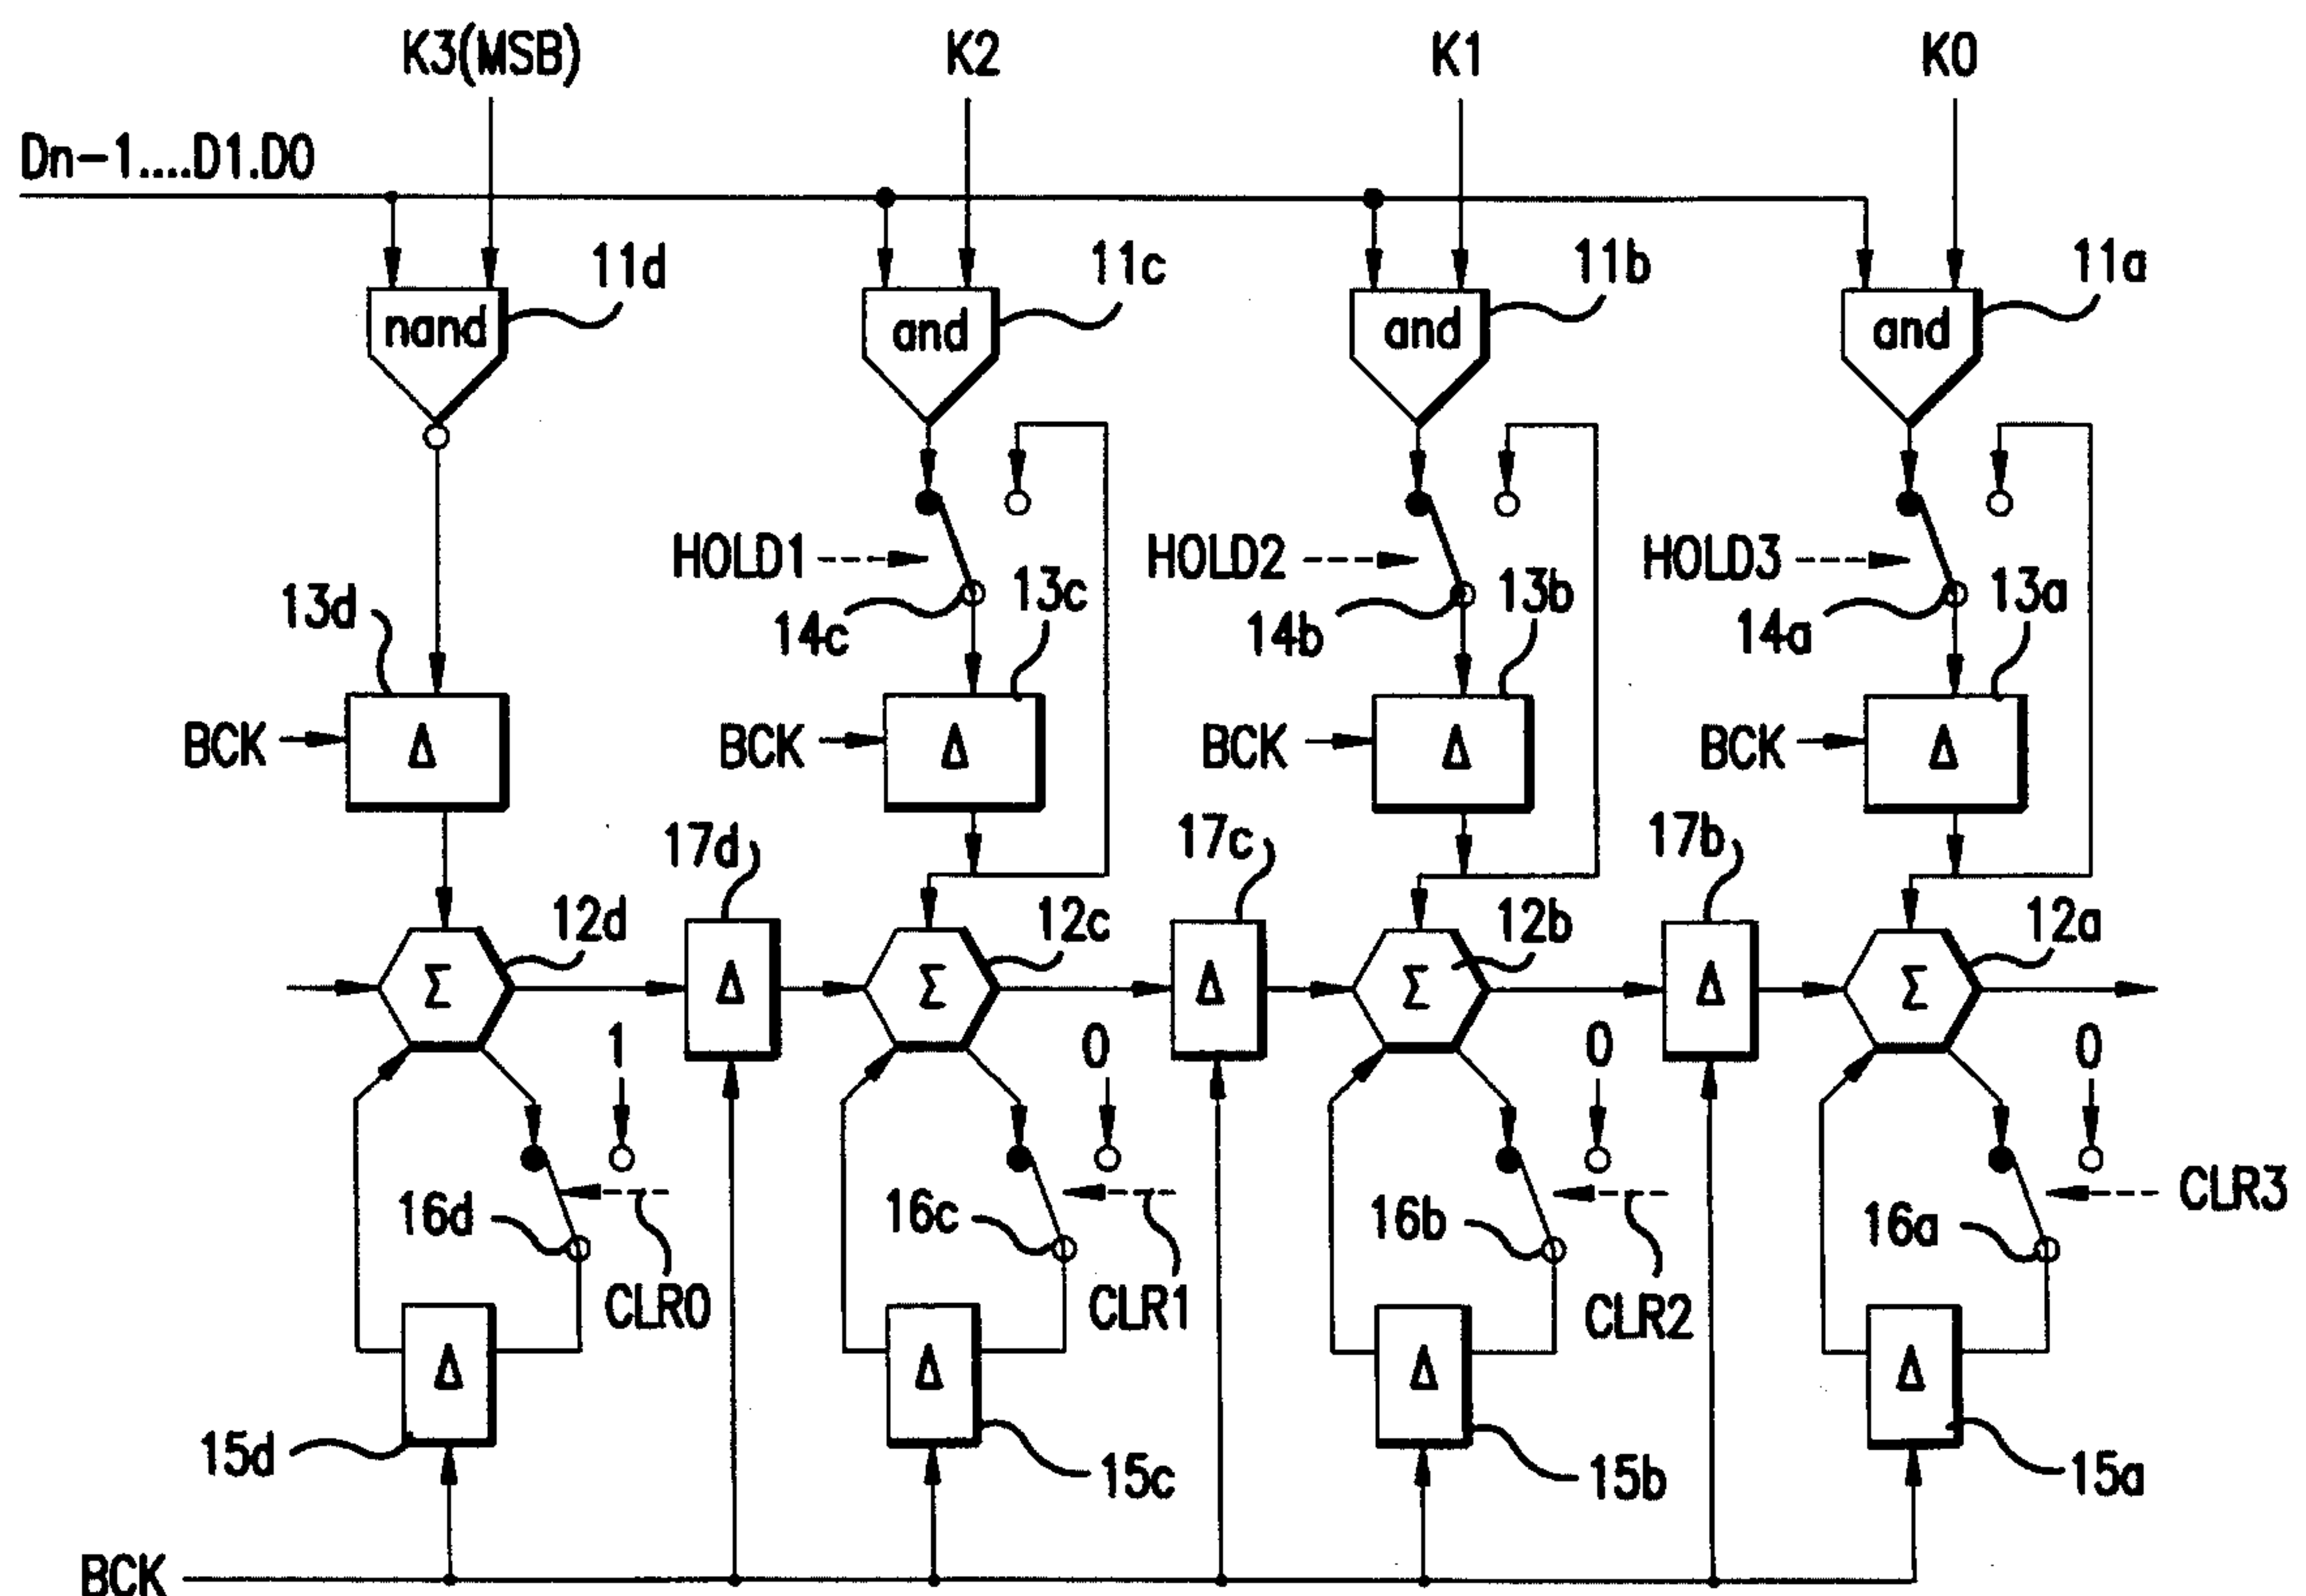 K3(MSB) K2 K1 K0
Dn-1....D1.D0
11d 11c 11b 11a
nand and and and
HOLD1 HOLD2 HOLD3
13d 13c 13b 13a
14c 14b 14a
BCK Δ BCK Δ BCK Δ BCK Δ
17d 17c 17b
12d 12c 12b 12a
Σ Δ Σ Δ Σ Δ Σ
1 0 0 0
16d 16c 16b 16a CLR3
CLR0 CLR1 CLR2
Δ Δ Δ Δ
15d 15c 15b 15a
BCK